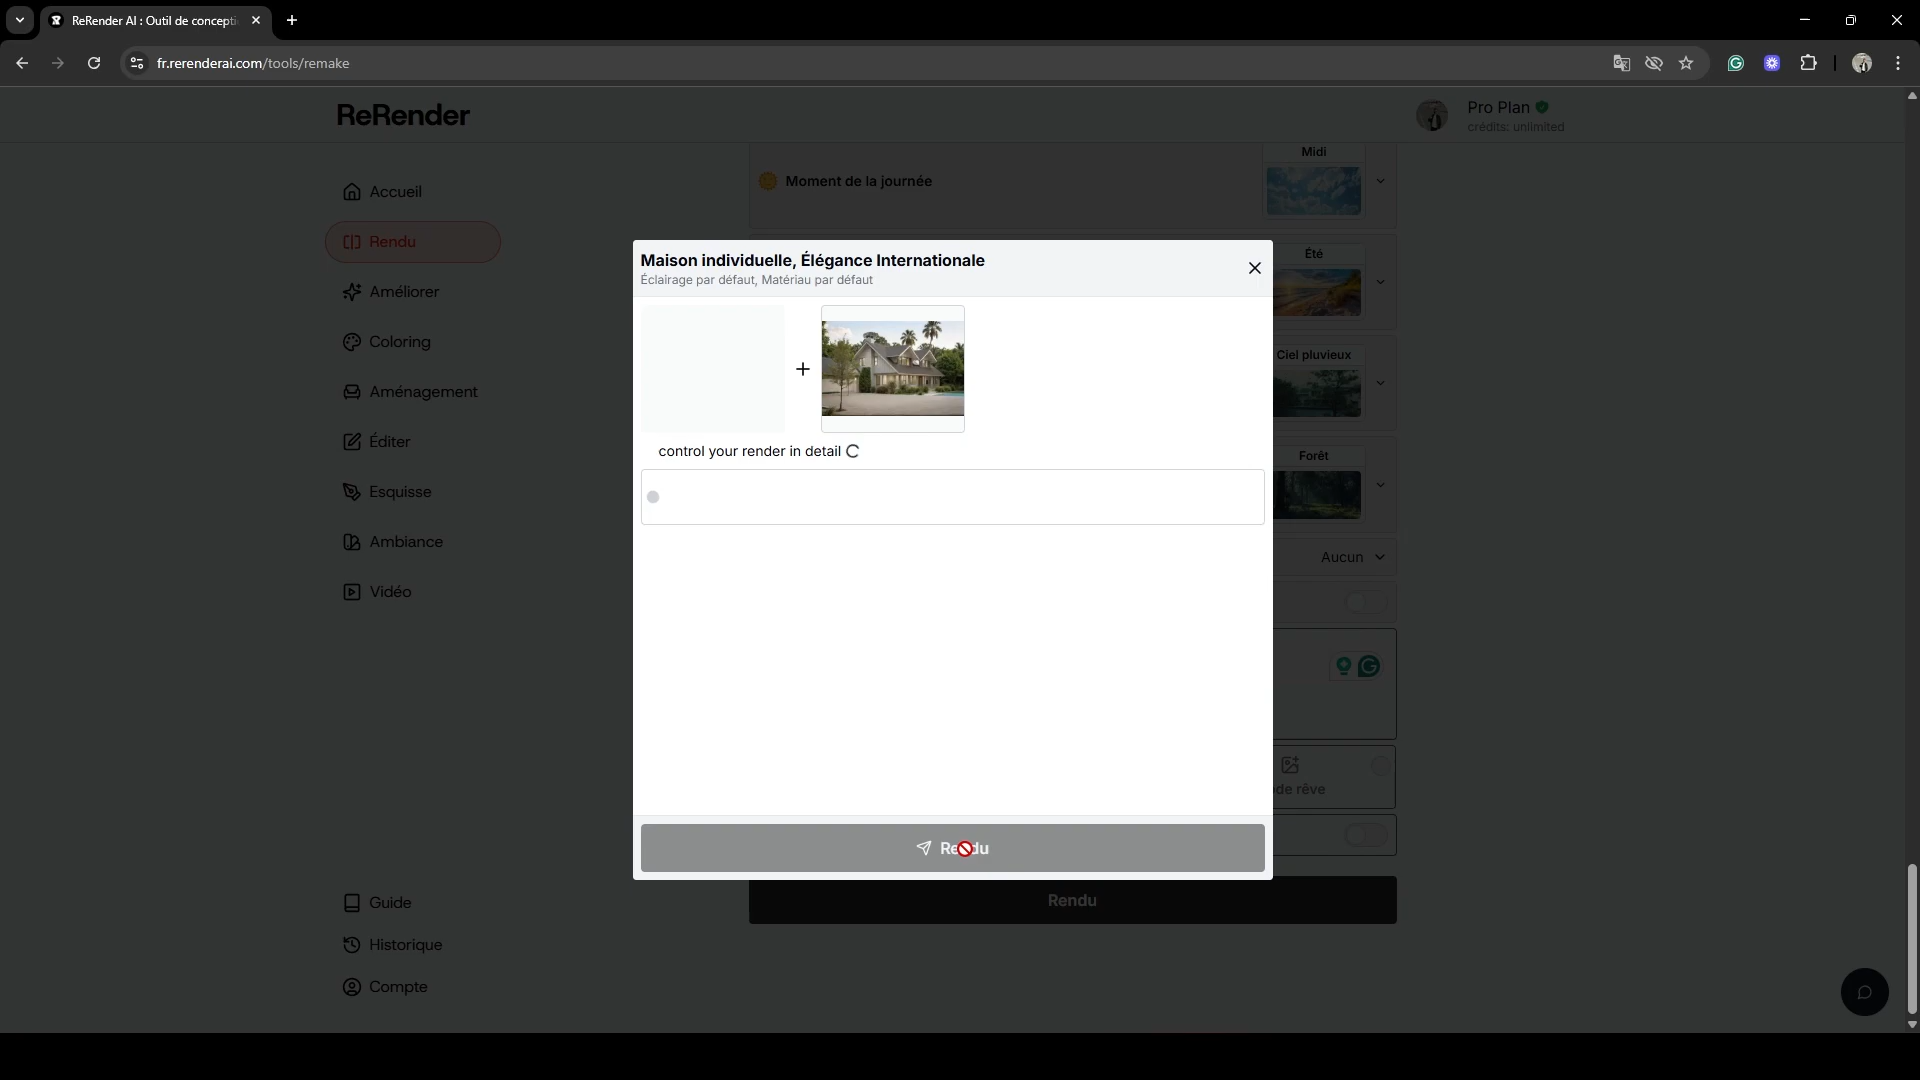 ReRender AI : Outil de concepti
fr.rerenderai.com/tools/remake
ReRender
Pro Plan
crédits: unlimited
Accueil
Rendu
Améliorer
Coloring
Aménagement
Éditer
Esquisse
Ambiance
Vidéo
Guide
Historique
Compte
Moment de la journée
Midi
Été
Ciel pluvieux
Forêt
Aucun
de rêve
Rendu
Maison individuelle, Élégance Internationale
Éclairage par défaut, Matériau par défaut
+
control your render in detail
Rendu